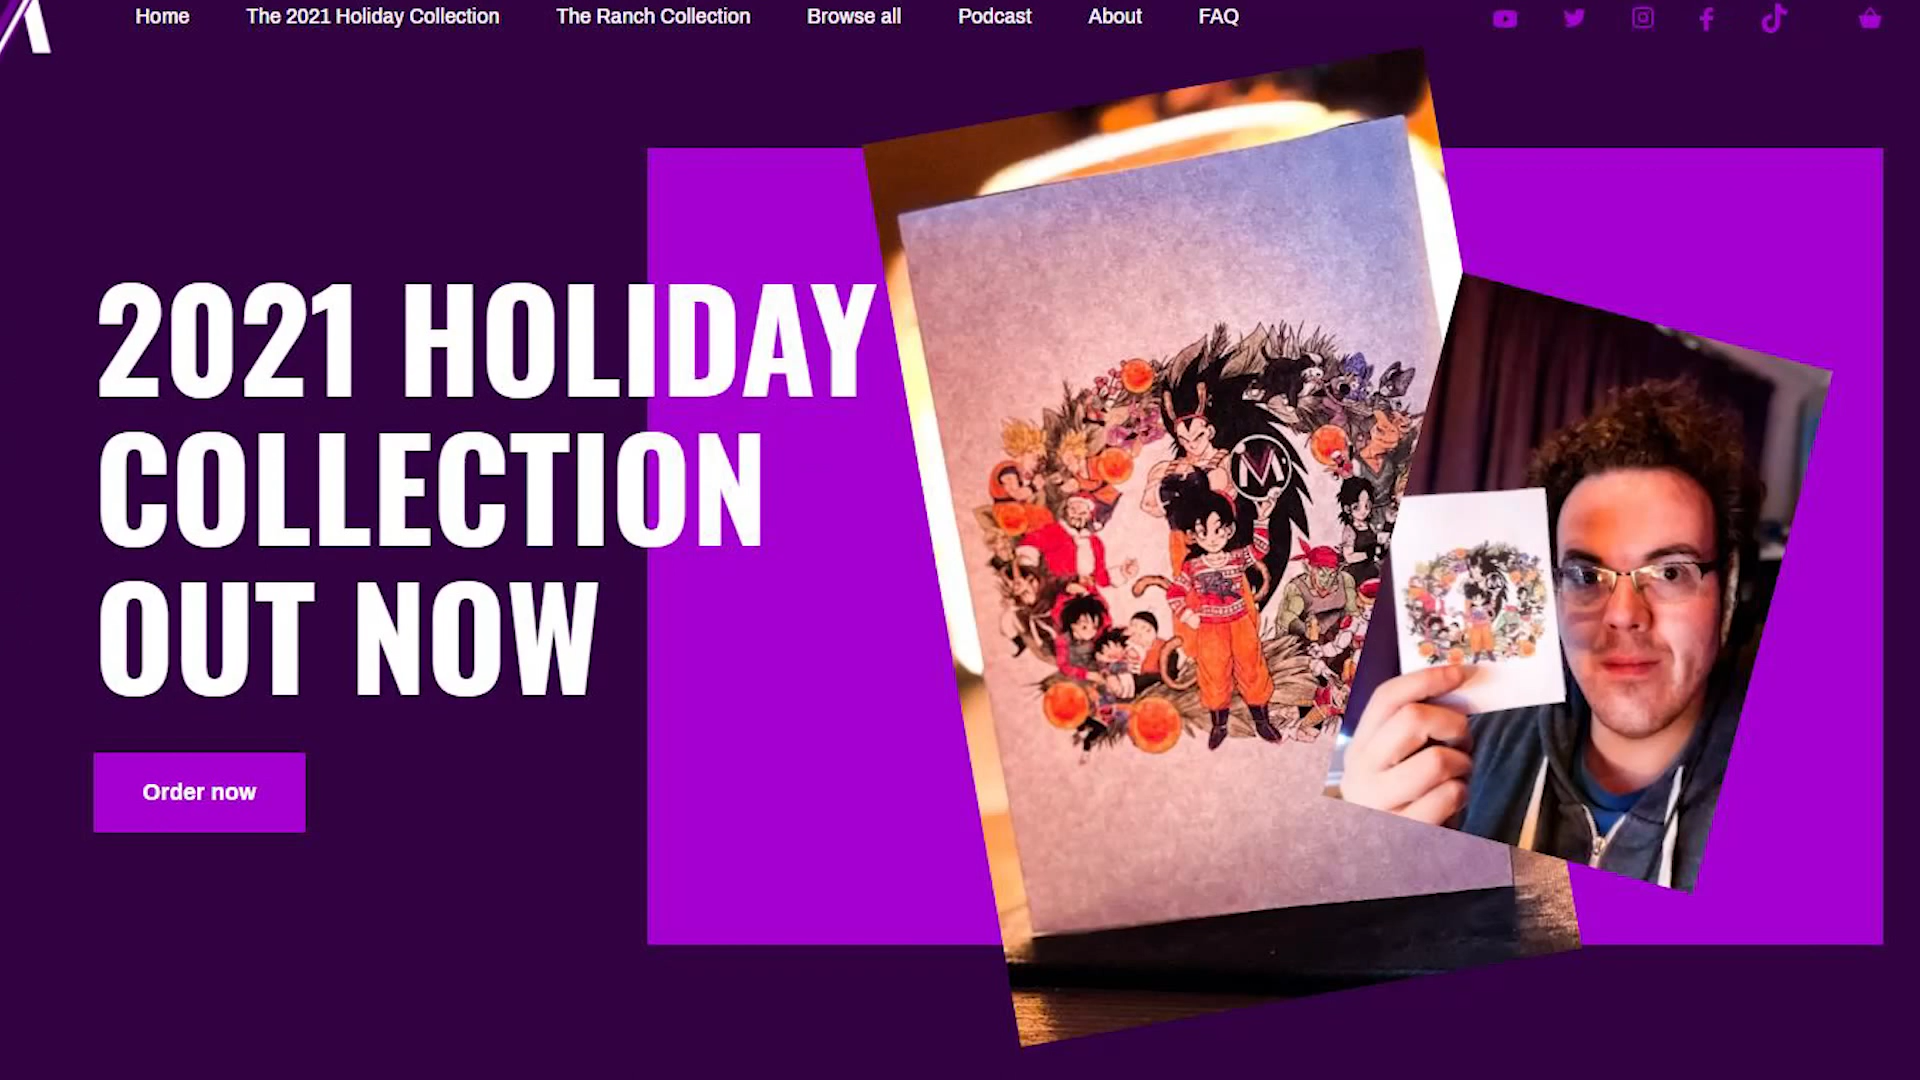 Home The 2021 Holiday Collection The Ranch Collection Browse all Podcast About FAQ
2021 HOLIDAY
COLLECTION
OUT NOW
Order now
M